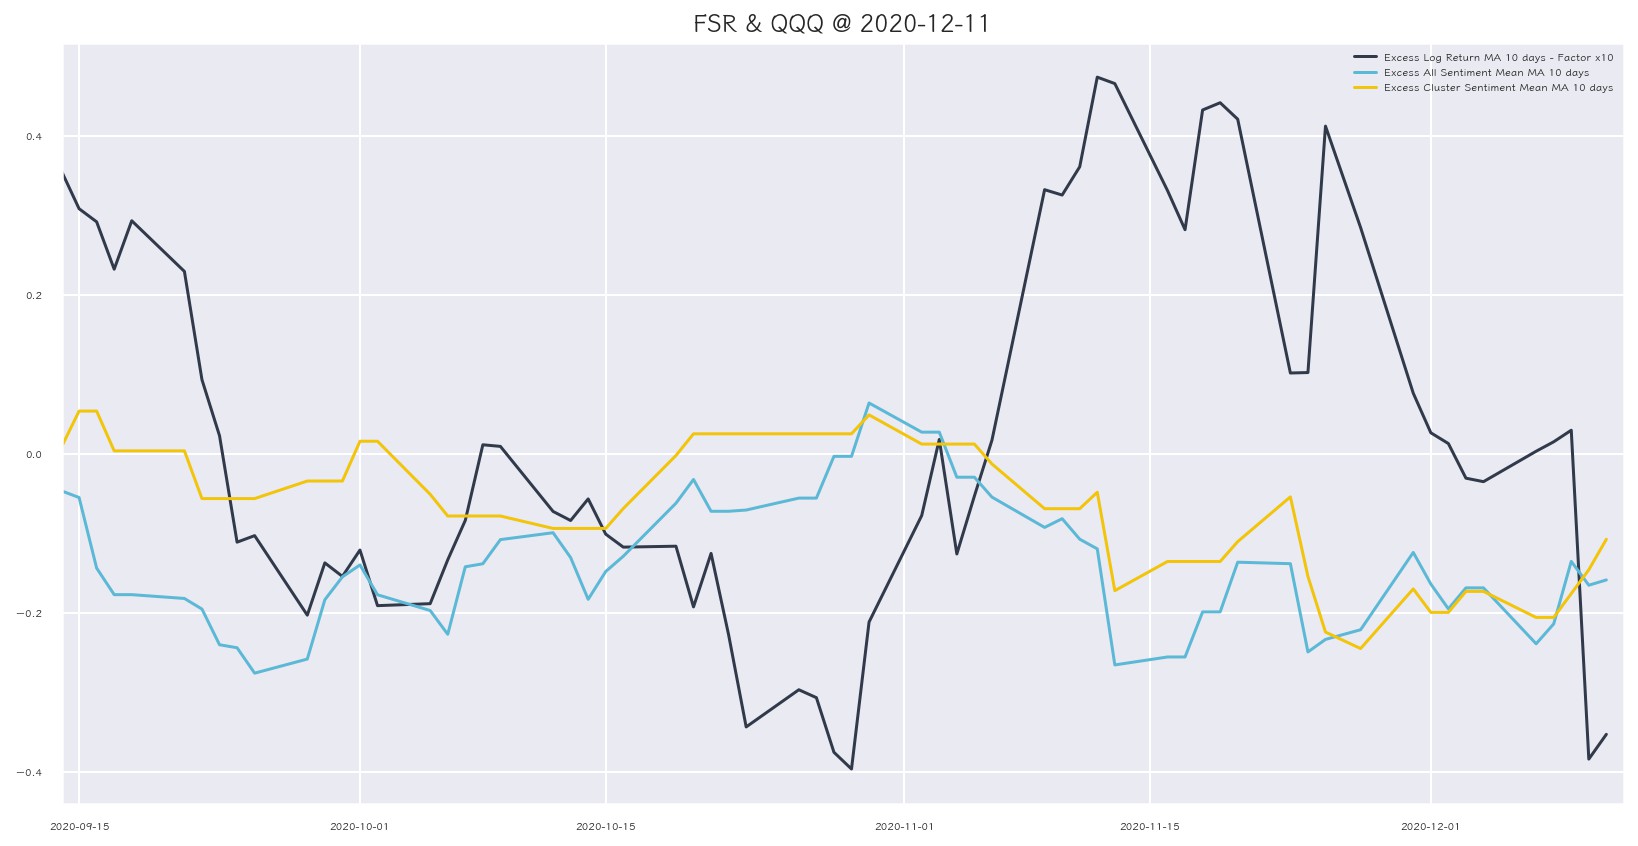 FSR & QQQ @ 2020-12-11
Excess Log Return MA 10 days - Factor x10
Excess All Sentiment Mean MA 10 days
Excess Cluster Sentiment Mean MA 10 days
0.4
0.2
0.0
−0.2
−0.4
2020-09-15
2020-10-01
2020-10-15
2020-11-01
2020-11-15
2020-12-01